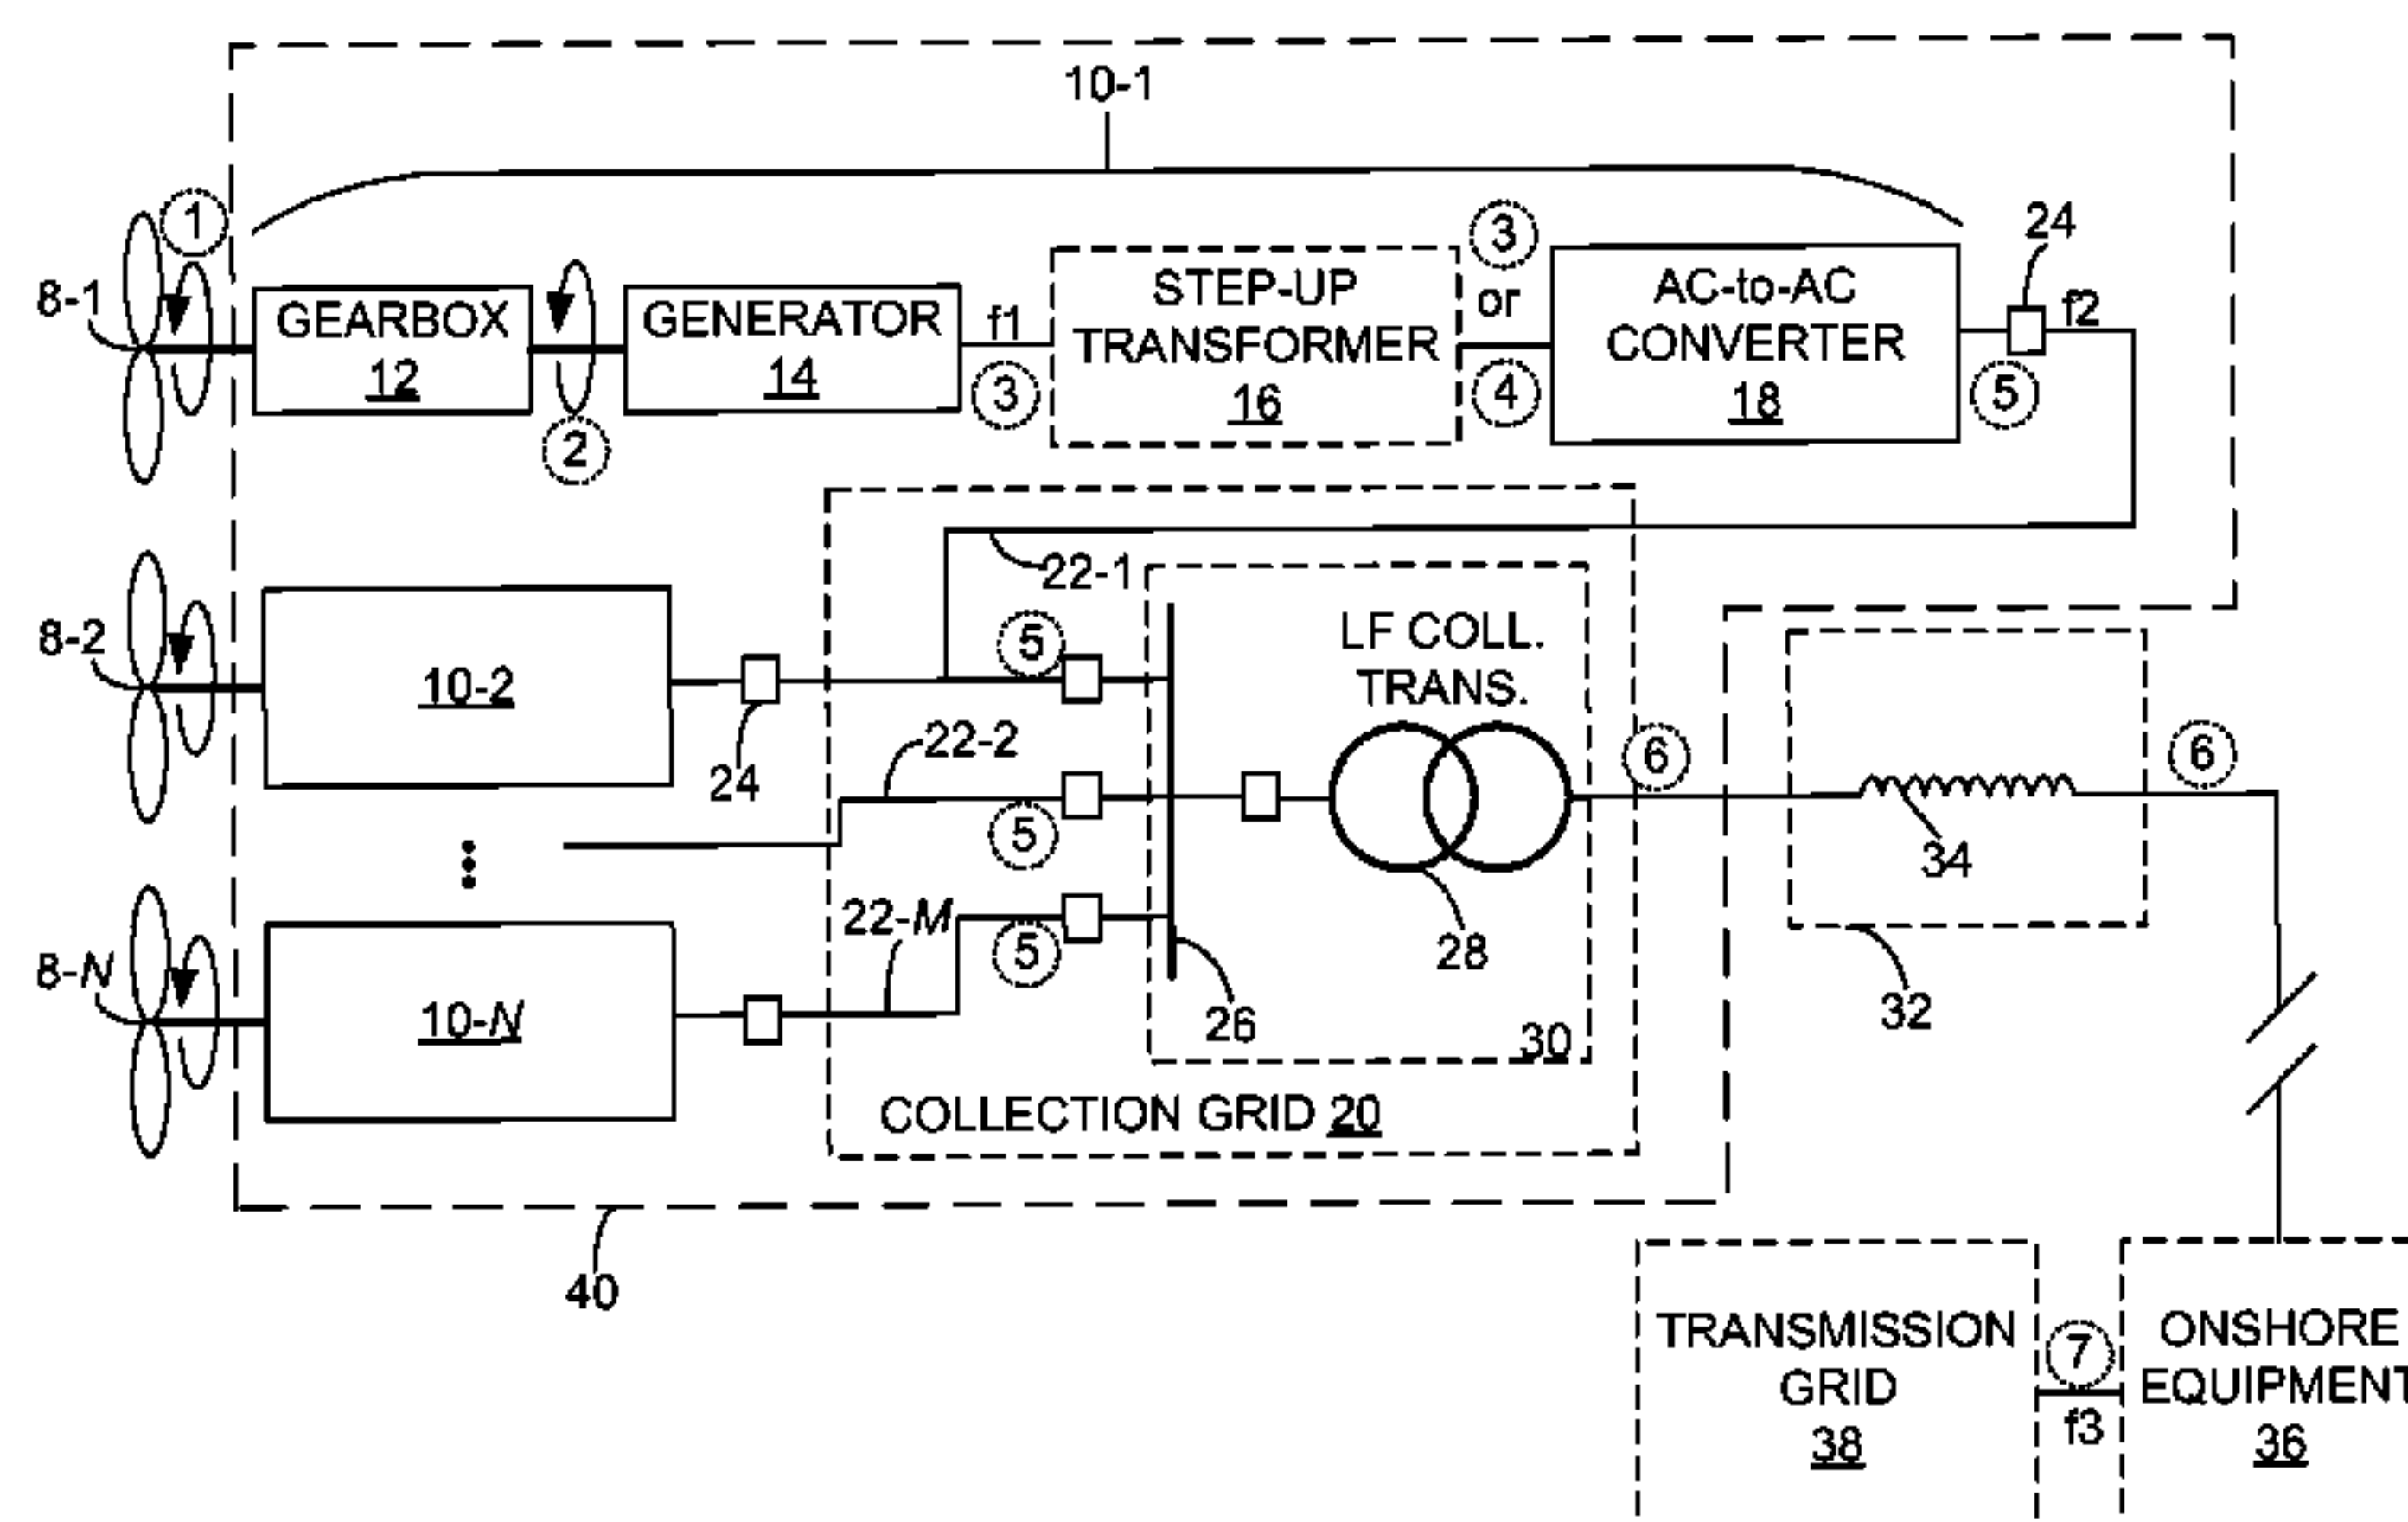 10-1
1
3
24
8-1
GEARBOX
12
GENERATOR
14
f1
3
STEP-UP
TRANSFORMER
16
or
4
AC-to-AC
CONVERTER
18
f2
5
2
22-1
8-2
10-2
24
5
LF COLL.
TRANS.
22-2
5
6
6
34
28
22-M
5
8-N
10-N
26
30
32
COLLECTION GRID 20
40
TRANSMISSION
GRID
38
7
f3
ONSHORE
EQUIPMENT
36